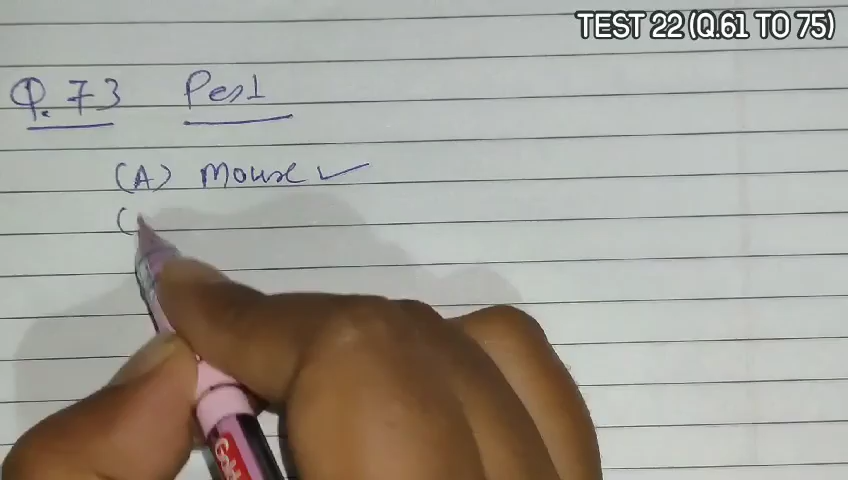 TEST 22 (Q.61 TO 75)
Q. 73 Pest
(A) Mouse ✓
(